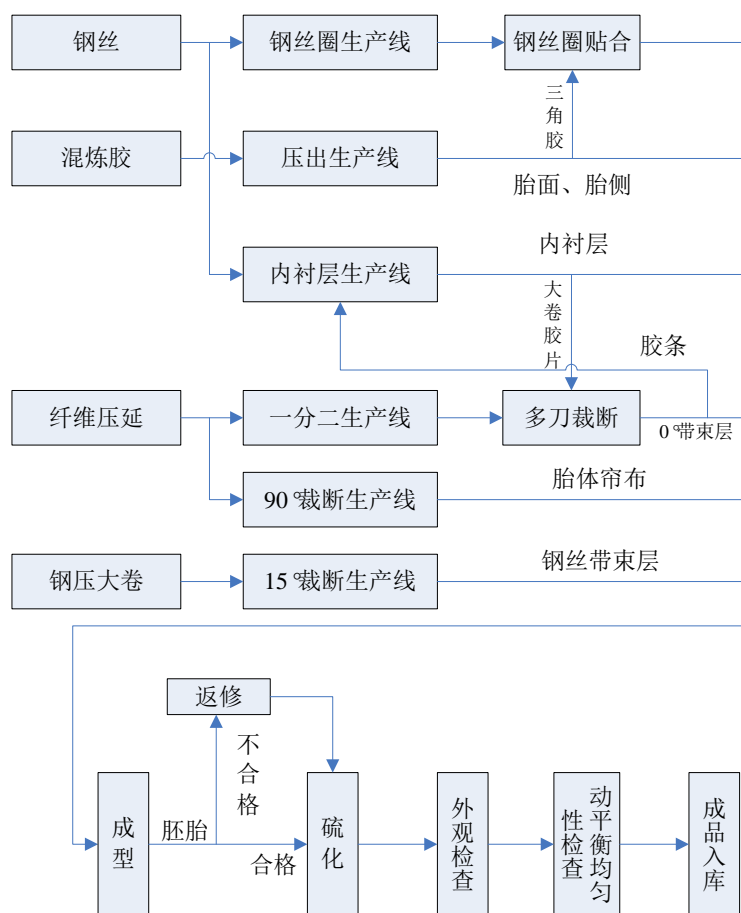 钢丝
钢丝圈生产线
钢丝圈贴合
三角胶
混炼胶
压出生产线
胎面、胎侧
内衬层
内衬层生产线
大卷胶片
胶条
纤维压延
一分二生产线
多刀裁断
0°带束层
90°裁断生产线
胎体帘布
钢压大卷
15°裁断生产线
钢丝带束层
返修
不合格
成型
胚胎
合格
硫化
外观检查
动平衡均匀
性检查
成品入库